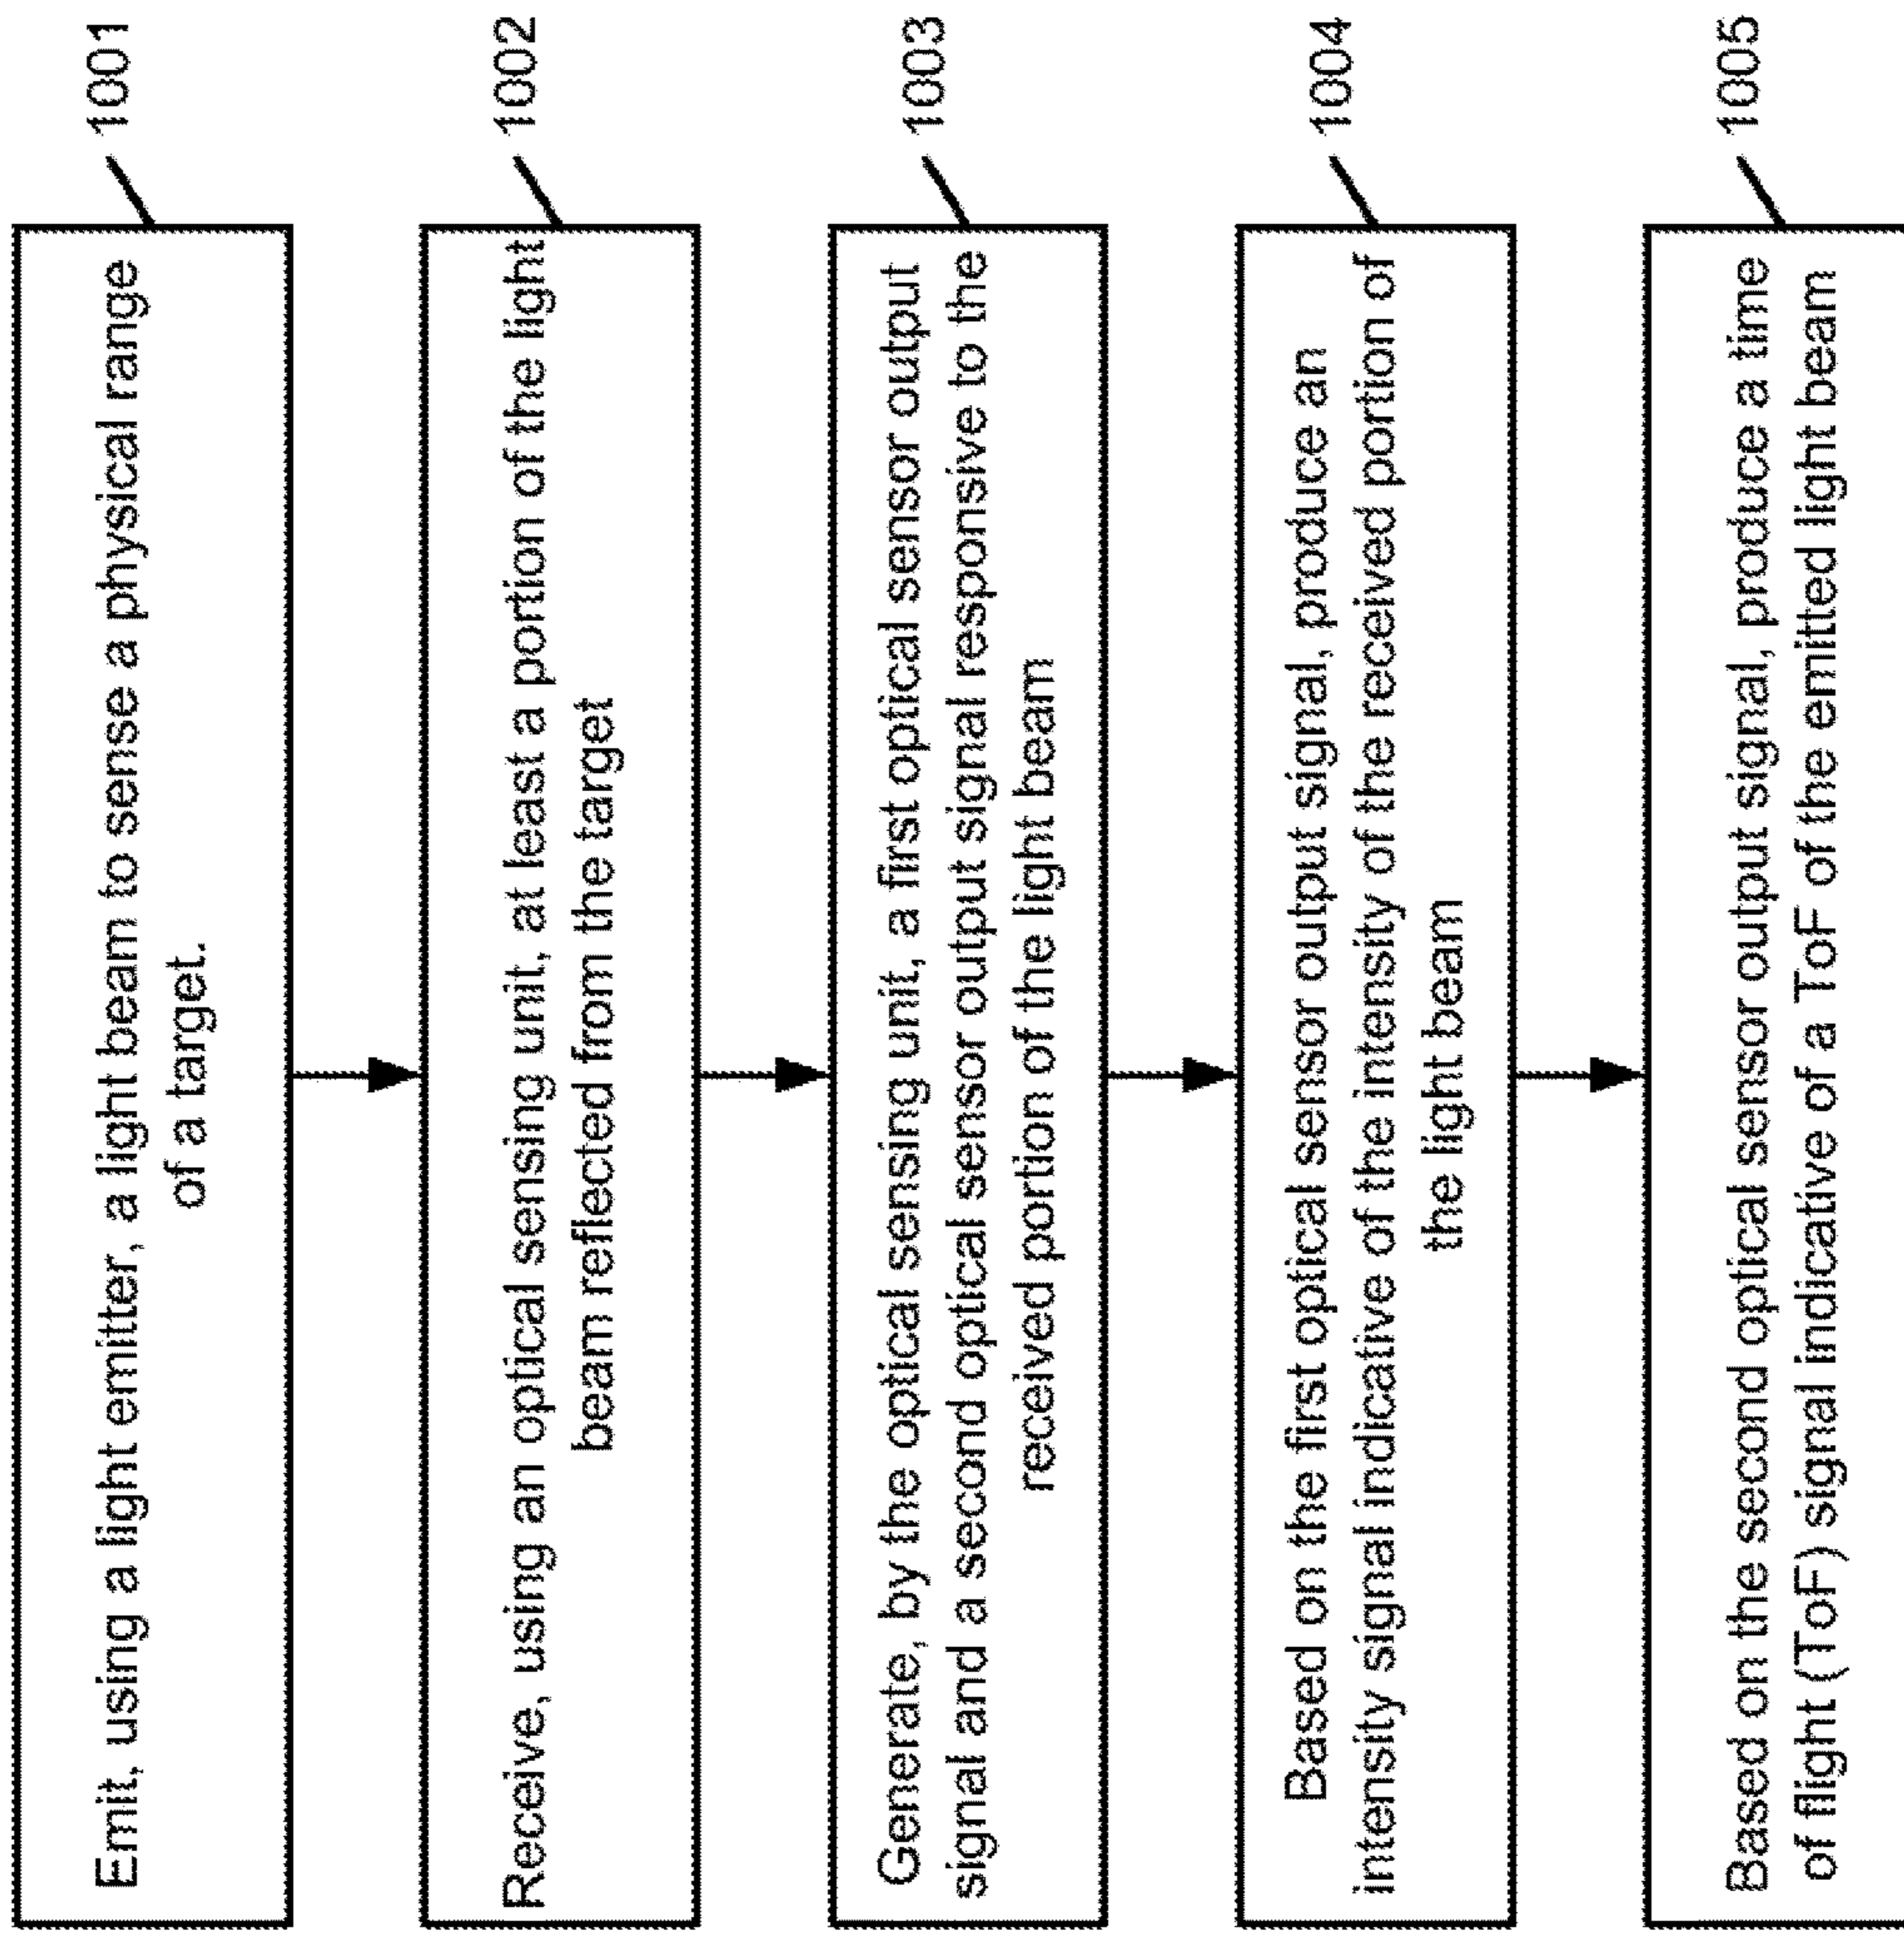 Emit, using a light emitter, a light beam to sense a physical range
of a target.
1001
Receive, using an optical sensing unit, at least a portion of the light
beam reflected from the target
1002
Generate, by the optical sensing unit, a first optical sensor output
signal and a second optical sensor output signal responsive to the
received portion of the light beam
1003
Based on the first optical sensor output signal, produce an
intensity signal indicative of the intensity of the received portion of
the light beam
1004
Based on the second optical sensor output signal, produce a time
of flight (ToF) signal indicative of a ToF of the emitted light beam
1005